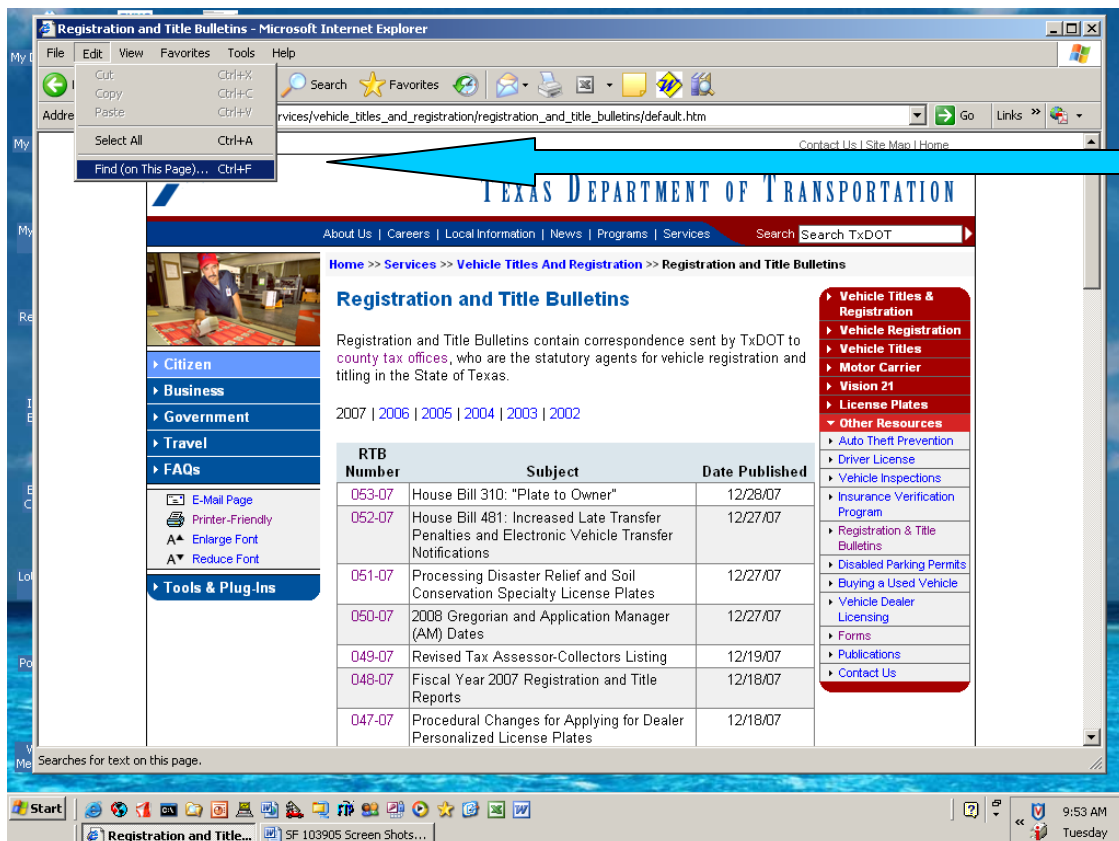 Registration and Title Bulletins - Microsoft Internet Explorer
File Edit View Favorites Tools Help
Cut Ctrl+X
Copy Ctrl+C
Paste Ctrl+V
Select All Ctrl+A
Find (on This Page)... Ctrl+F
Search Favorites
Addre rvices/vehicle_titles_and_registration/registration_and_title_bulletins/default.htm Go Links »
Contact Us | Site Map | Home
TEXAS DEPARTMENT OF TRANSPORTATION
About Us | Careers | Local Information | News | Programs | Services Search Search TxDOT
Home >> Services >> Vehicle Titles And Registration >> Registration and Title Bulletins
Citizen
Business
Government
Travel
FAQs
E-Mail Page
Printer-Friendly
A Enlarge Font
A Reduce Font
Tools & Plug-Ins
Registration and Title Bulletins
Registration and Title Bulletins contain correspondence sent by TxDOT to
county tax offices, who are the statutory agents for vehicle registration and
titling in the State of Texas.
2007 | 2006 | 2005 | 2004 | 2003 | 2002
RTB
Number Subject Date Published
053-07 House Bill 310: "Plate to Owner" 12/28/07
052-07 House Bill 481: Increased Late Transfer 12/27/07
Penalties and Electronic Vehicle Transfer
Notifications
051-07 Processing Disaster Relief and Soil 12/27/07
Conservation Specialty License Plates
050-07 2008 Gregorian and Application Manager 12/27/07
(AM) Dates
049-07 Revised Tax Assessor-Collectors Listing 12/19/07
048-07 Fiscal Year 2007 Registration and Title 12/18/07
Reports
047-07 Procedural Changes for Applying for Dealer 12/18/07
Personalized License Plates
Vehicle Titles &
Registration
Vehicle Registration
Vehicle Titles
Motor Carrier
Vision 21
License Plates
Other Resources
Auto Theft Prevention
Driver License
Vehicle Inspections
Insurance Verification
Program
Registration & Title
Bulletins
Disabled Parking Permits
Buying a Used Vehicle
Vehicle Dealer
Licensing
Forms
Publications
Contact Us
Searches for text on this page.
Start
Registration and Title... SF 103905 Screen Shots...
9:53 AM
Tuesday